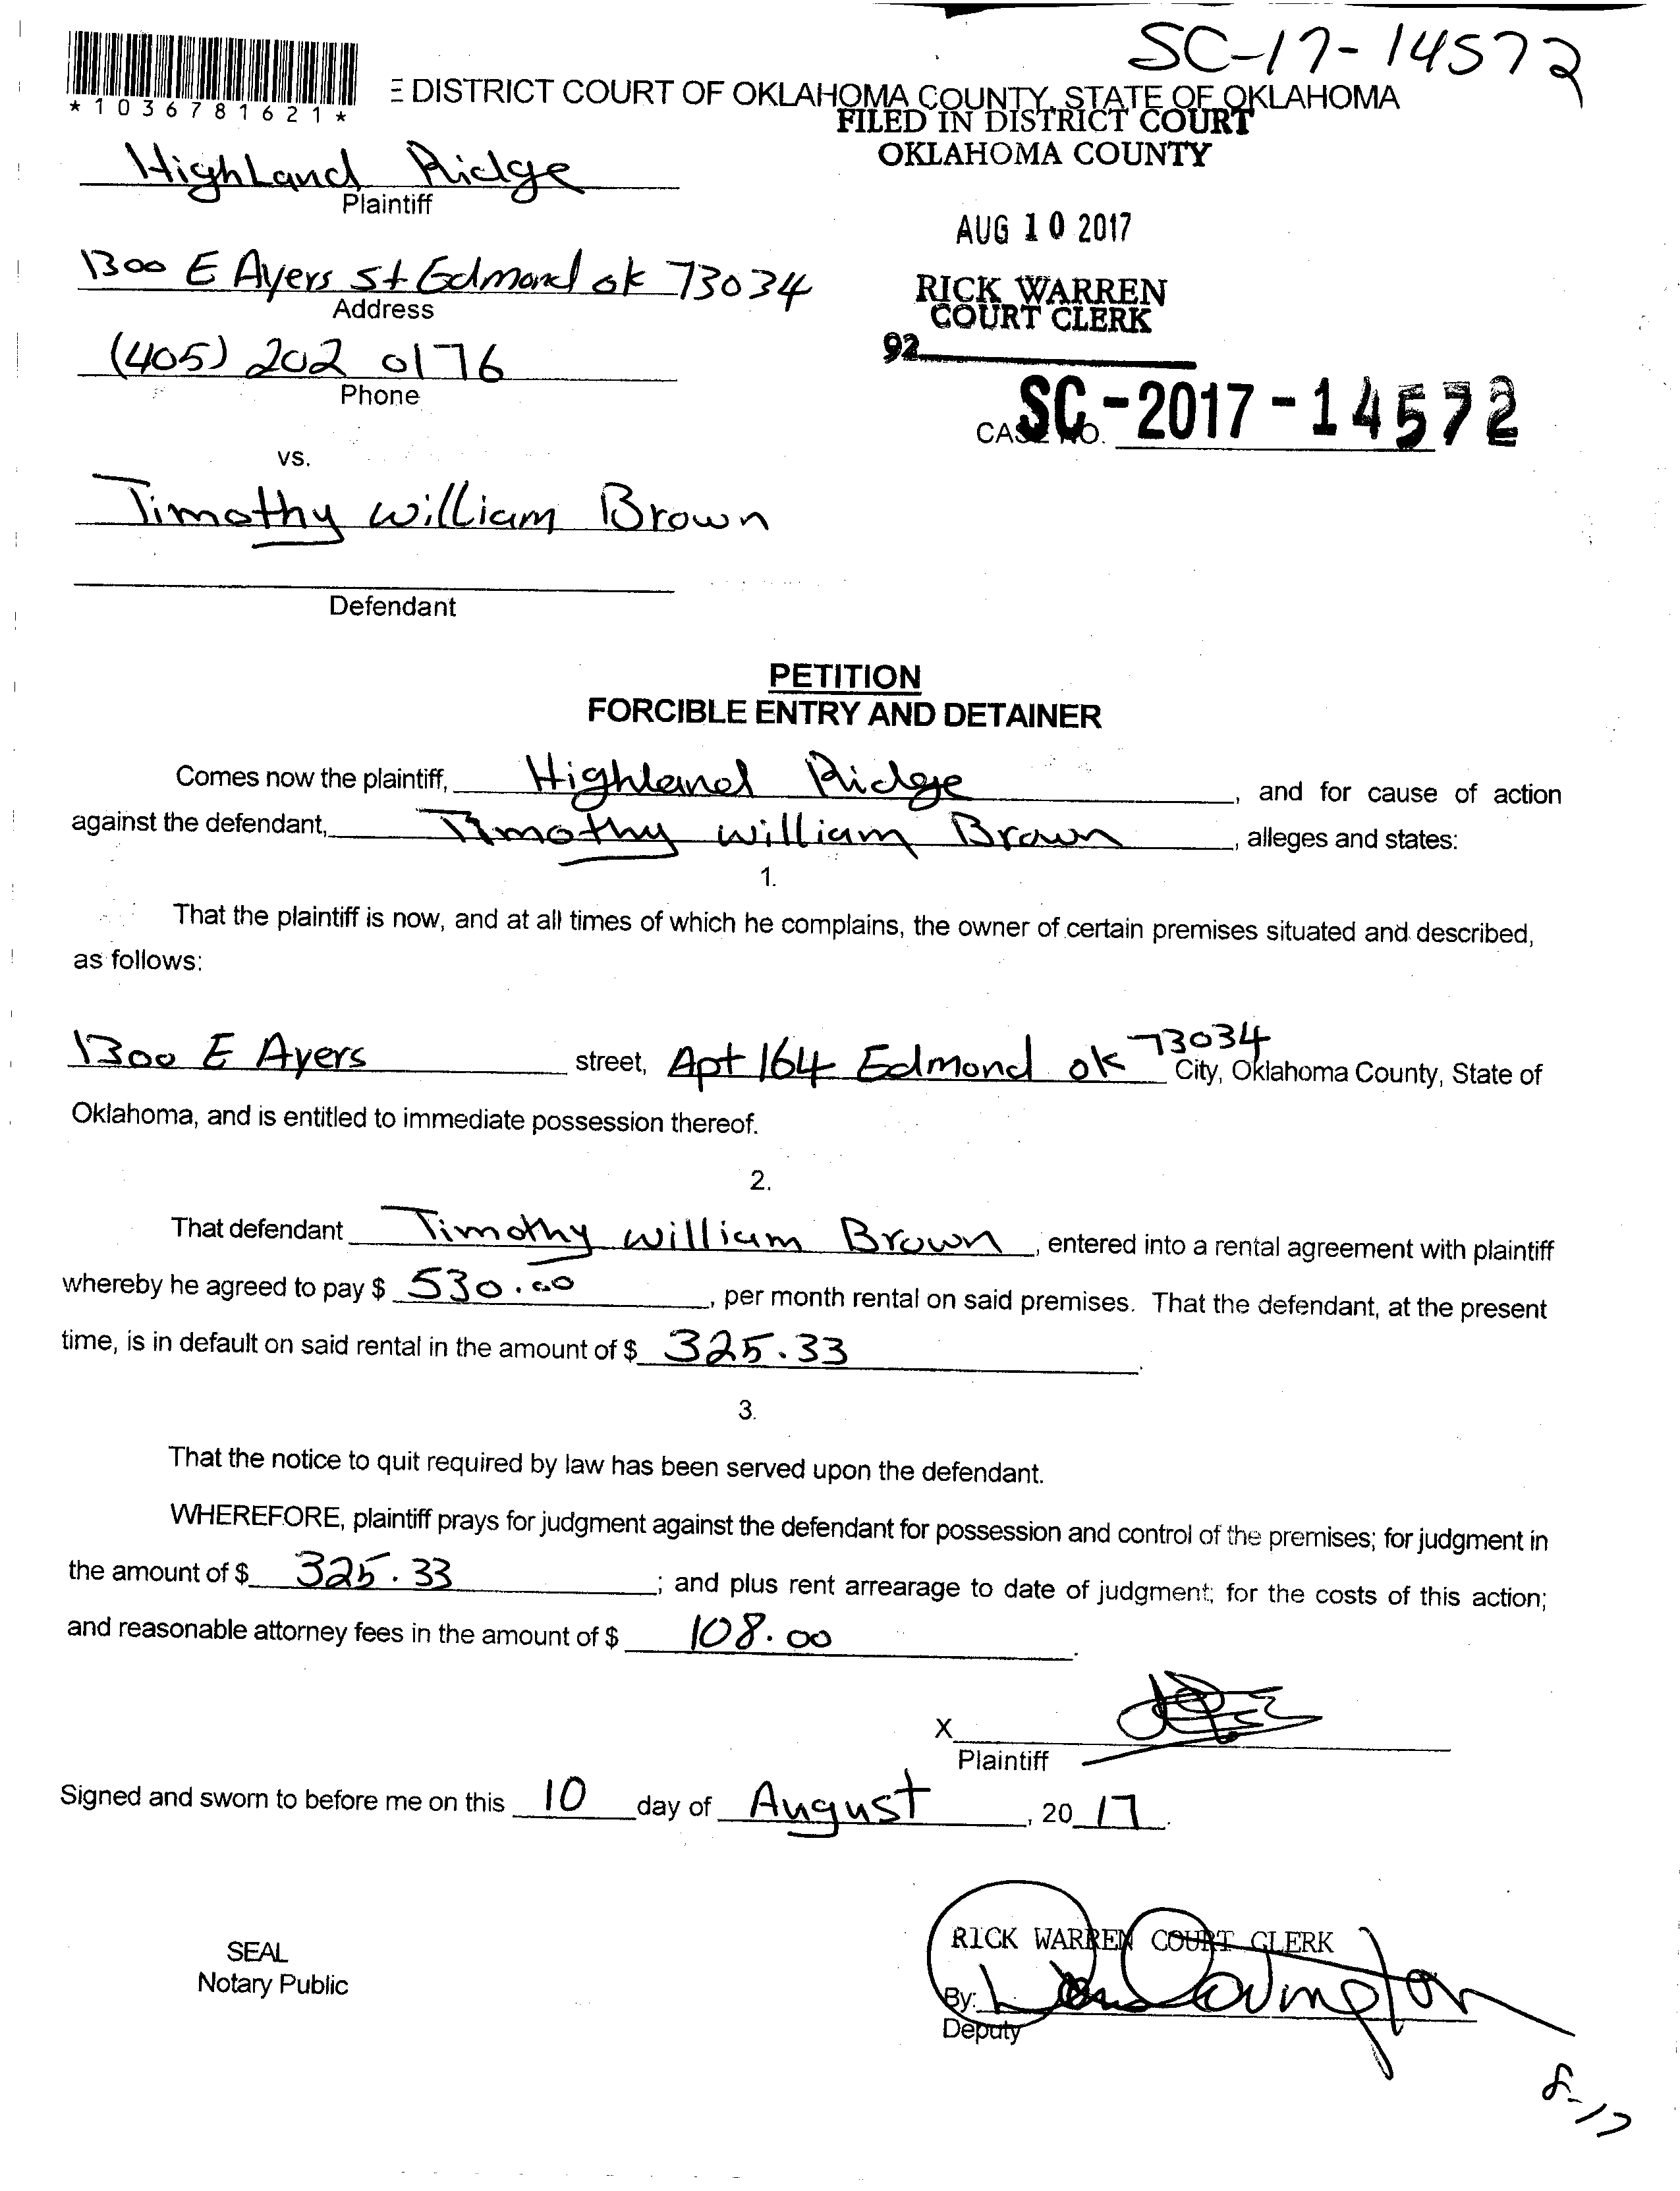 SC-17-14572
*1036781621*
E DISTRICT COURT OF OKLAHOMA COUNTY, STATE OF OKLAHOMA
FILED IN DISTRICT COURT
OKLAHOMA COUNTY
Highland Ridge
Plaintiff
AUG 10 2017
1300 E Ayers St Edmond ok 73034
Address
RICK WARREN
COURT CLERK
92
(405) 202 0176
Phone
CASE NO. SC-2017-14572
vs.
Timothy william Brown
Defendant
PETITION
FORCIBLE ENTRY AND DETAINER
Comes now the plaintiff, Highland Ridge, and for cause of action
against the defendant, Timothy william Brown, alleges and states:
1.
That the plaintiff is now, and at all times of which he complains, the owner of certain premises situated and described,
as follows:
1300 E Ayers street, Apt 164 Edmond ok 73034 City, Oklahoma County, State of
Oklahoma, and is entitled to immediate possession thereof.
2.
That defendant Timothy william Brown, entered into a rental agreement with plaintiff
whereby he agreed to pay $ 530.00, per month rental on said premises. That the defendant, at the present
time, is in default on said rental in the amount of $ 325.33.
3.
That the notice to quit required by law has been served upon the defendant.
WHEREFORE, plaintiff prays for judgment against the defendant for possession and control of the premises; for judgment in
the amount of $ 325.33; and plus rent arrearage to date of judgment; for the costs of this action;
and reasonable attorney fees in the amount of $ 108.00.
X
Plaintiff
Signed and sworn to before me on this 10 day of August, 2017.
RICK WARREN COURT CLERK
SEAL
Notary Public
By: Covington
Deputy
8-17